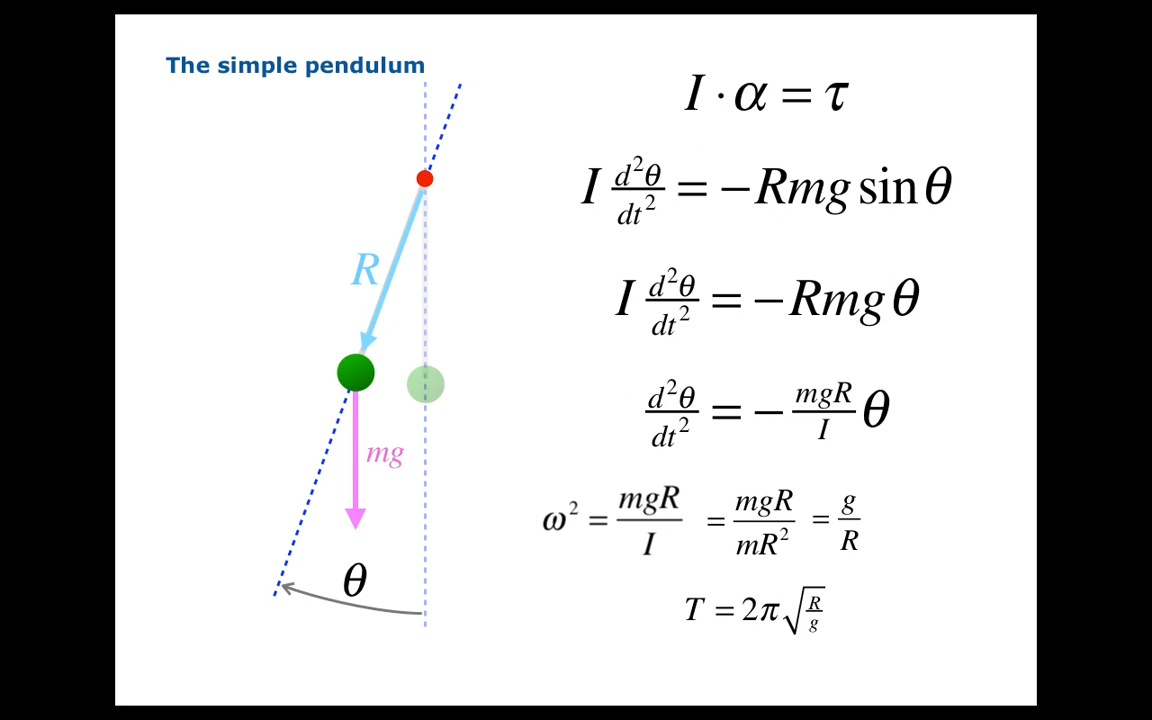 The simple pendulum
I · α = τ
I d²θ/dt² = −Rmg sin θ
R
I d²θ/dt² = −Rmg θ
d²θ/dt² = − mgR/I θ
mg
ω² = mgR/I = mgR/mR² = g/R
θ
T = 2π√(R/g)